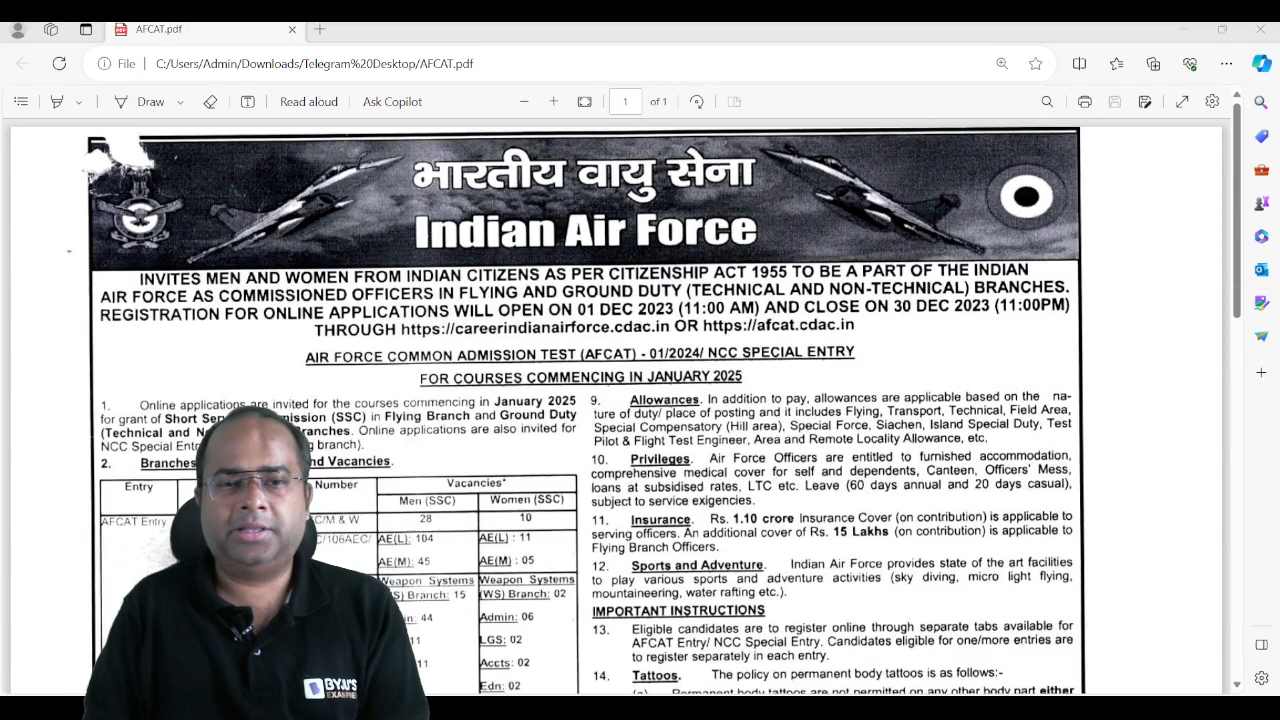 AFCAT.pdf
File
C:/Users/Admin/Downloads/Telegram%20Desktop/AFCAT.pdf
Draw
Read aloud
Ask Copilot
1
of 1
भारतीय वायु सेना
Indian Air Force
INVITES MEN AND WOMEN FROM INDIAN CITIZENS AS PER CITIZENSHIP ACT 1955 TO BE A PART OF THE INDIAN
AIR FORCE AS COMMISSIONED OFFICERS IN FLYING AND GROUND DUTY (TECHNICAL AND NON-TECHNICAL) BRANCHES.
REGISTRATION FOR ONLINE APPLICATIONS WILL OPEN ON 01 DEC 2023 (11:00 AM) AND CLOSE ON 30 DEC 2023 (11:00PM)
THROUGH https://careerindianairforce.cdac.in OR https://afcat.cdac.in
AIR FORCE COMMON ADMISSION TEST (AFCAT) - 01/2024/ NCC SPECIAL ENTRY
FOR COURSES COMMENCING IN JANUARY 2025
1. Online applications are invited for the courses commencing in January 2025
for grant of Short Ser mission (SSC) in Flying Branch and Ground Duty
(Technical and N Branches. Online applications are also invited for
NCC Special Ent g branch).
2. Branches nd Vacancies.
Entry
Number
Vacancies*
Men (SSC)
Women (SSC)
AFCAT Entry
C/M & W
28
10
C/106AEC/
AE(L): 104
AE(L) : 11
AE(M): 45
AE(M) : 05
Weapon Systems
(WS) Branch: 15
Weapon Systems
(WS) Branch: 02
n: 44
Admin: 06
11
LGS: 02
11
Accts: 02
Edn: 02
9. Allowances. In addition to pay, allowances are applicable based on the na-
ture of duty/ place of posting and it includes Flying, Transport, Technical, Field Area,
Special Compensatory (Hill area), Special Force, Siachen, Island Special Duty, Test
Pilot & Flight Test Engineer, Area and Remote Locality Allowance, etc.
10. Privileges. Air Force Officers are entitled to furnished accommodation,
comprehensive medical cover for self and dependents, Canteen, Officers' Mess,
loans at subsidised rates, LTC etc. Leave (60 days annual and 20 days casual),
subject to service exigencies.
11. Insurance. Rs. 1.10 crore Insurance Cover (on contribution) is applicable to
serving officers. An additional cover of Rs. 15 Lakhs (on contribution) is applicable to
Flying Branch Officers.
12. Sports and Adventure. Indian Air Force provides state of the art facilities
to play various sports and adventure activities (sky diving, micro light flying,
mountaineering, water rafting etc.).
IMPORTANT INSTRUCTIONS
13. Eligible candidates are to register online through separate tabs available for
AFCAT Entry/ NCC Special Entry. Candidates eligible for one/more entries are
to register separately in each entry.
14. Tattoos. The policy on permanent body tattoos is as follows:-
(a) Permanent body tattoos are not permitted on any other body part either
BYJU'S
EXAM PREP